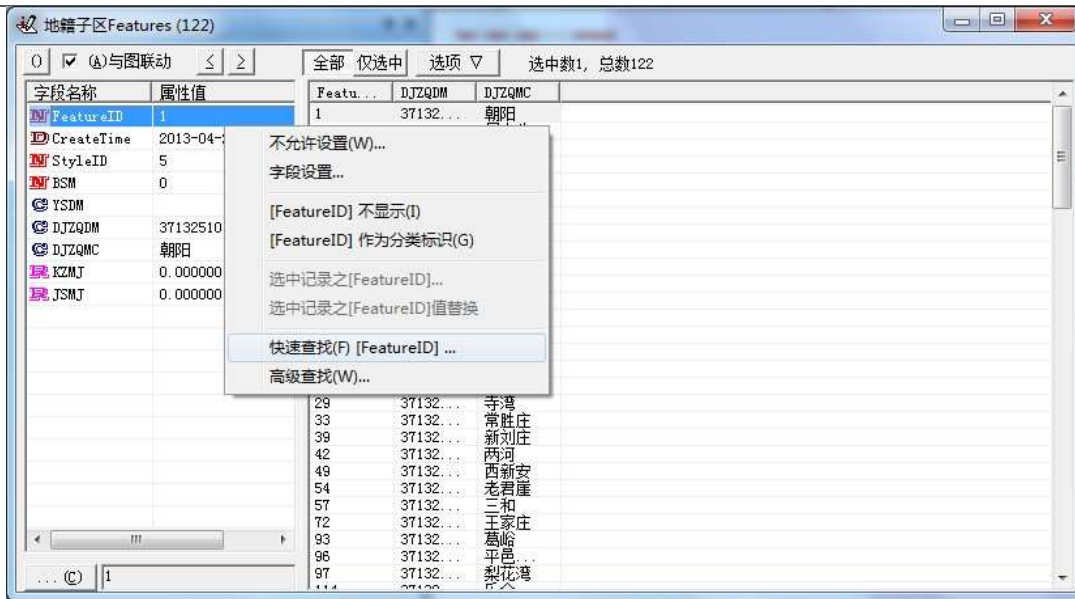 地籍子区Features (122)
0 (A)与图联动 ≤ ≥ 全部 仅选中 选项 ▽ 选中数1, 总数122
字段名称 属性值
FeatureID 1
CreateTime 2013-04-
StyleID 5
BSM 0
YSDM
DJZQDM 37132510
DJZQMC 朝阳
KZMJ 0.000000
JSMJ 0.000000
... (C) 1
不允许设置(W)...
字段设置...
[FeatureID] 不显示(I)
[FeatureID] 作为分类标识(G)
选中记录之[FeatureID]...
选中记录之[FeatureID]值替换
快速查找(F) [FeatureID] ...
高级查找(W)...
Featu... DJZQDM DJZQMC
1 37132... 朝阳
29 37132... 寺湾
33 37132... 常胜庄
39 37132... 新刘庄
42 37132... 两河
49 37132... 西新安
54 37132... 老君崖
57 37132... 三和
72 37132... 王家庄
93 37132... 葛峪
96 37132... 平邑...
97 37132... 梨花湾